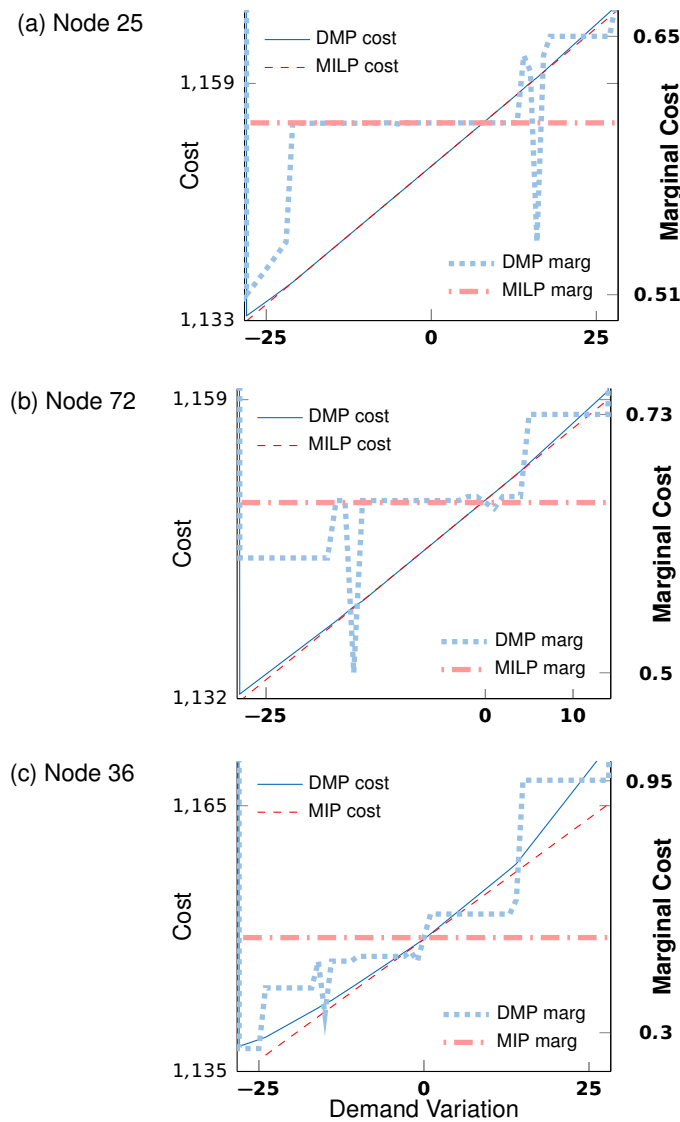 (a) Node 25
DMP cost
MILP cost
0.65
1,159
Cost
Marginal Cost
DMP marg
MILP marg
0.51
1,133
−25 0 25
(b) Node 72
1,159
DMP cost
MILP cost
0.73
Cost
Marginal Cost
DMP marg
MILP marg
0.5
1,132
−25 0 10
(c) Node 36
DMP cost
MIP cost
0.95
1,165
Cost
Marginal Cost
DMP marg
MIP marg
0.3
1,135
−25 0 25
Demand Variation